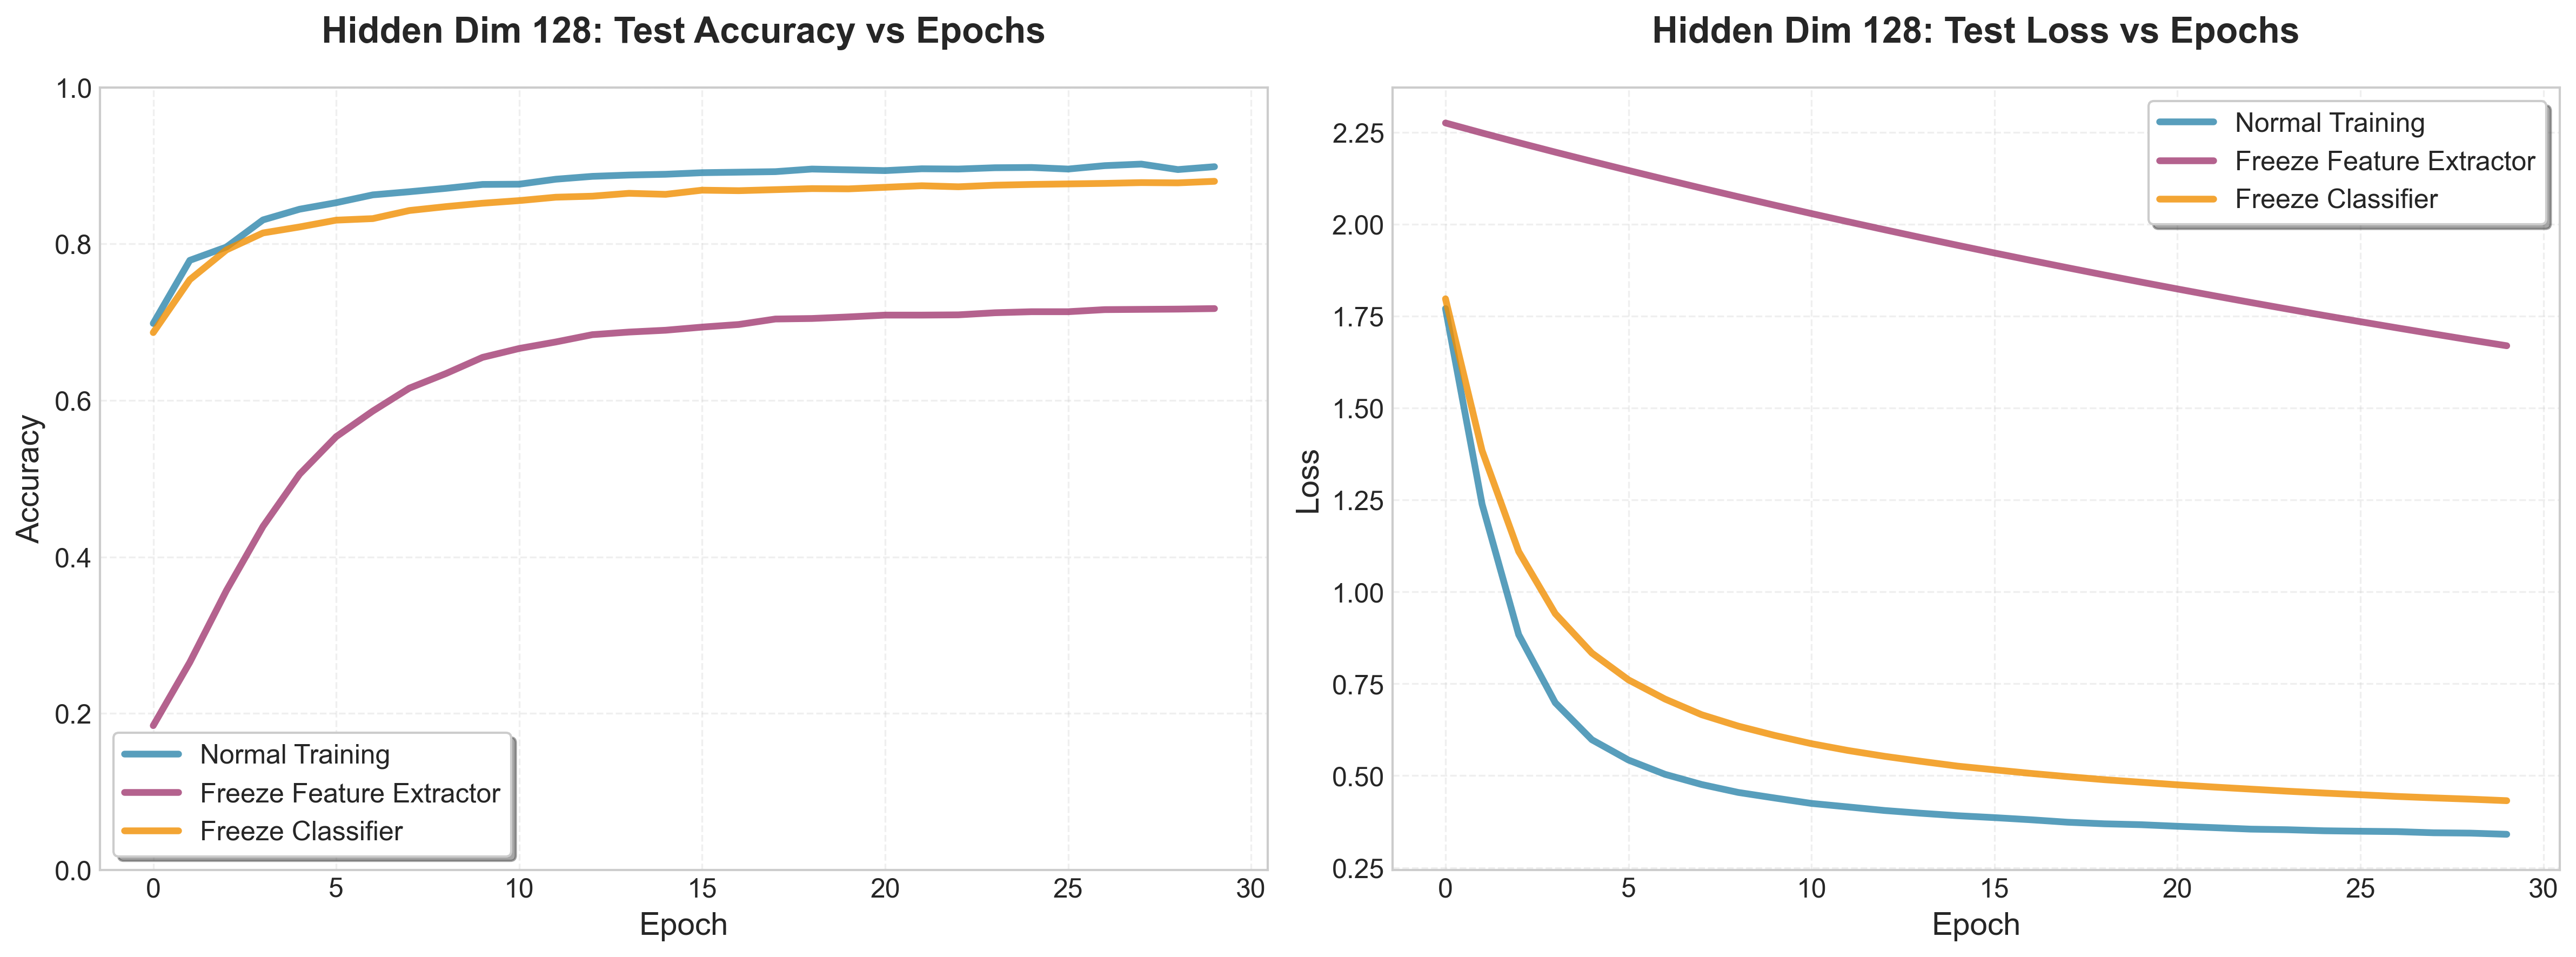 Hidden Dim 128: Test Accuracy vs Epochs
1.0
0.8
0.6
0.4
0.2
0.0
Accuracy
Normal Training
Freeze Feature Extractor
Freeze Classifier
0 5 10 15 20 25 30
Epoch
Hidden Dim 128: Test Loss vs Epochs
2.25
2.00
1.75
1.50
1.25
1.00
0.75
0.50
0.25
Loss
Normal Training
Freeze Feature Extractor
Freeze Classifier
0 5 10 15 20 25 30
Epoch